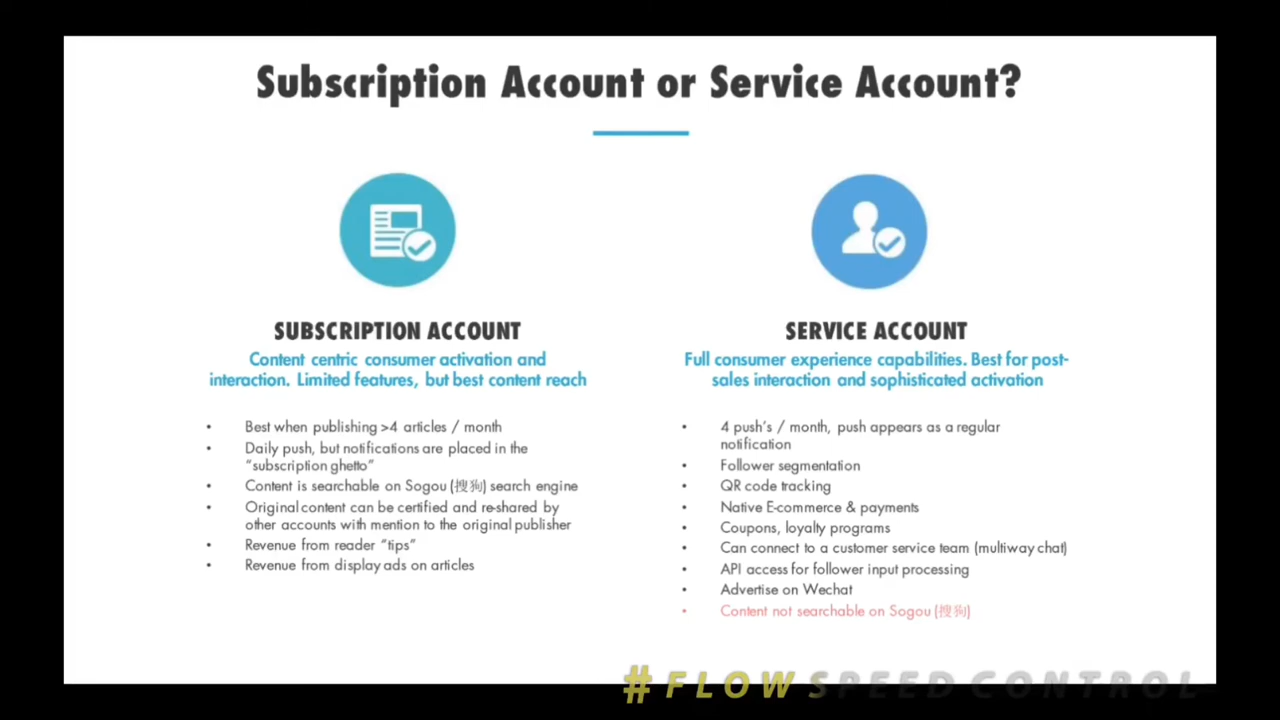 Subscription Account or Service Account?
SUBSCRIPTION ACCOUNT
Content centric consumer activation and
interaction. Limited features, but best content reach
• Best when publishing >4 articles / month
• Daily push, but notifications are placed in the
“subscription ghetto”
• Content is searchable on Sogou (搜狗) search engine
• Original content can be certified and re-shared by
other accounts with mention to the original publisher
• Revenue from reader “tips”
• Revenue from display ads on articles
SERVICE ACCOUNT
Full consumer experience capabilities. Best for post-
sales interaction and sophisticated activation
• 4 push’s / month, push appears as a regular
notification
• Follower segmentation
• QR code tracking
• Native E-commerce & payments
• Coupons, loyalty programs
• Can connect to a customer service team (multiway chat)
• API access for follower input processing
• Advertise on Wechat
• Content not searchable on Sogou (搜狗)
#FLOWSPEED CONTROL